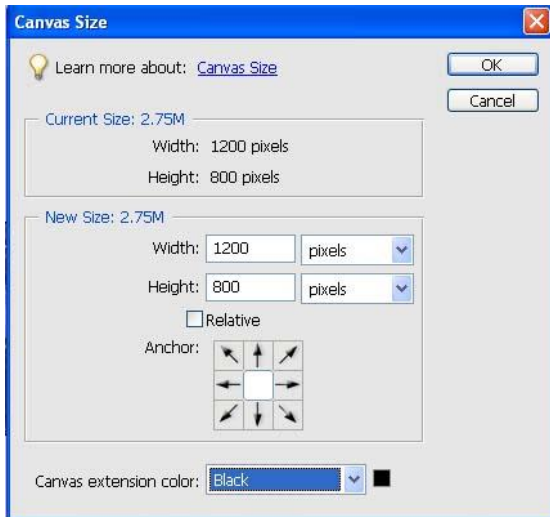 Canvas Size
Learn more about: Canvas Size
OK
Cancel
Current Size: 2.75M
Width: 1200 pixels
Height: 800 pixels
New Size: 2.75M
Width: 1200 pixels
Height: 800 pixels
Relative
Anchor:
Canvas extension color: Black